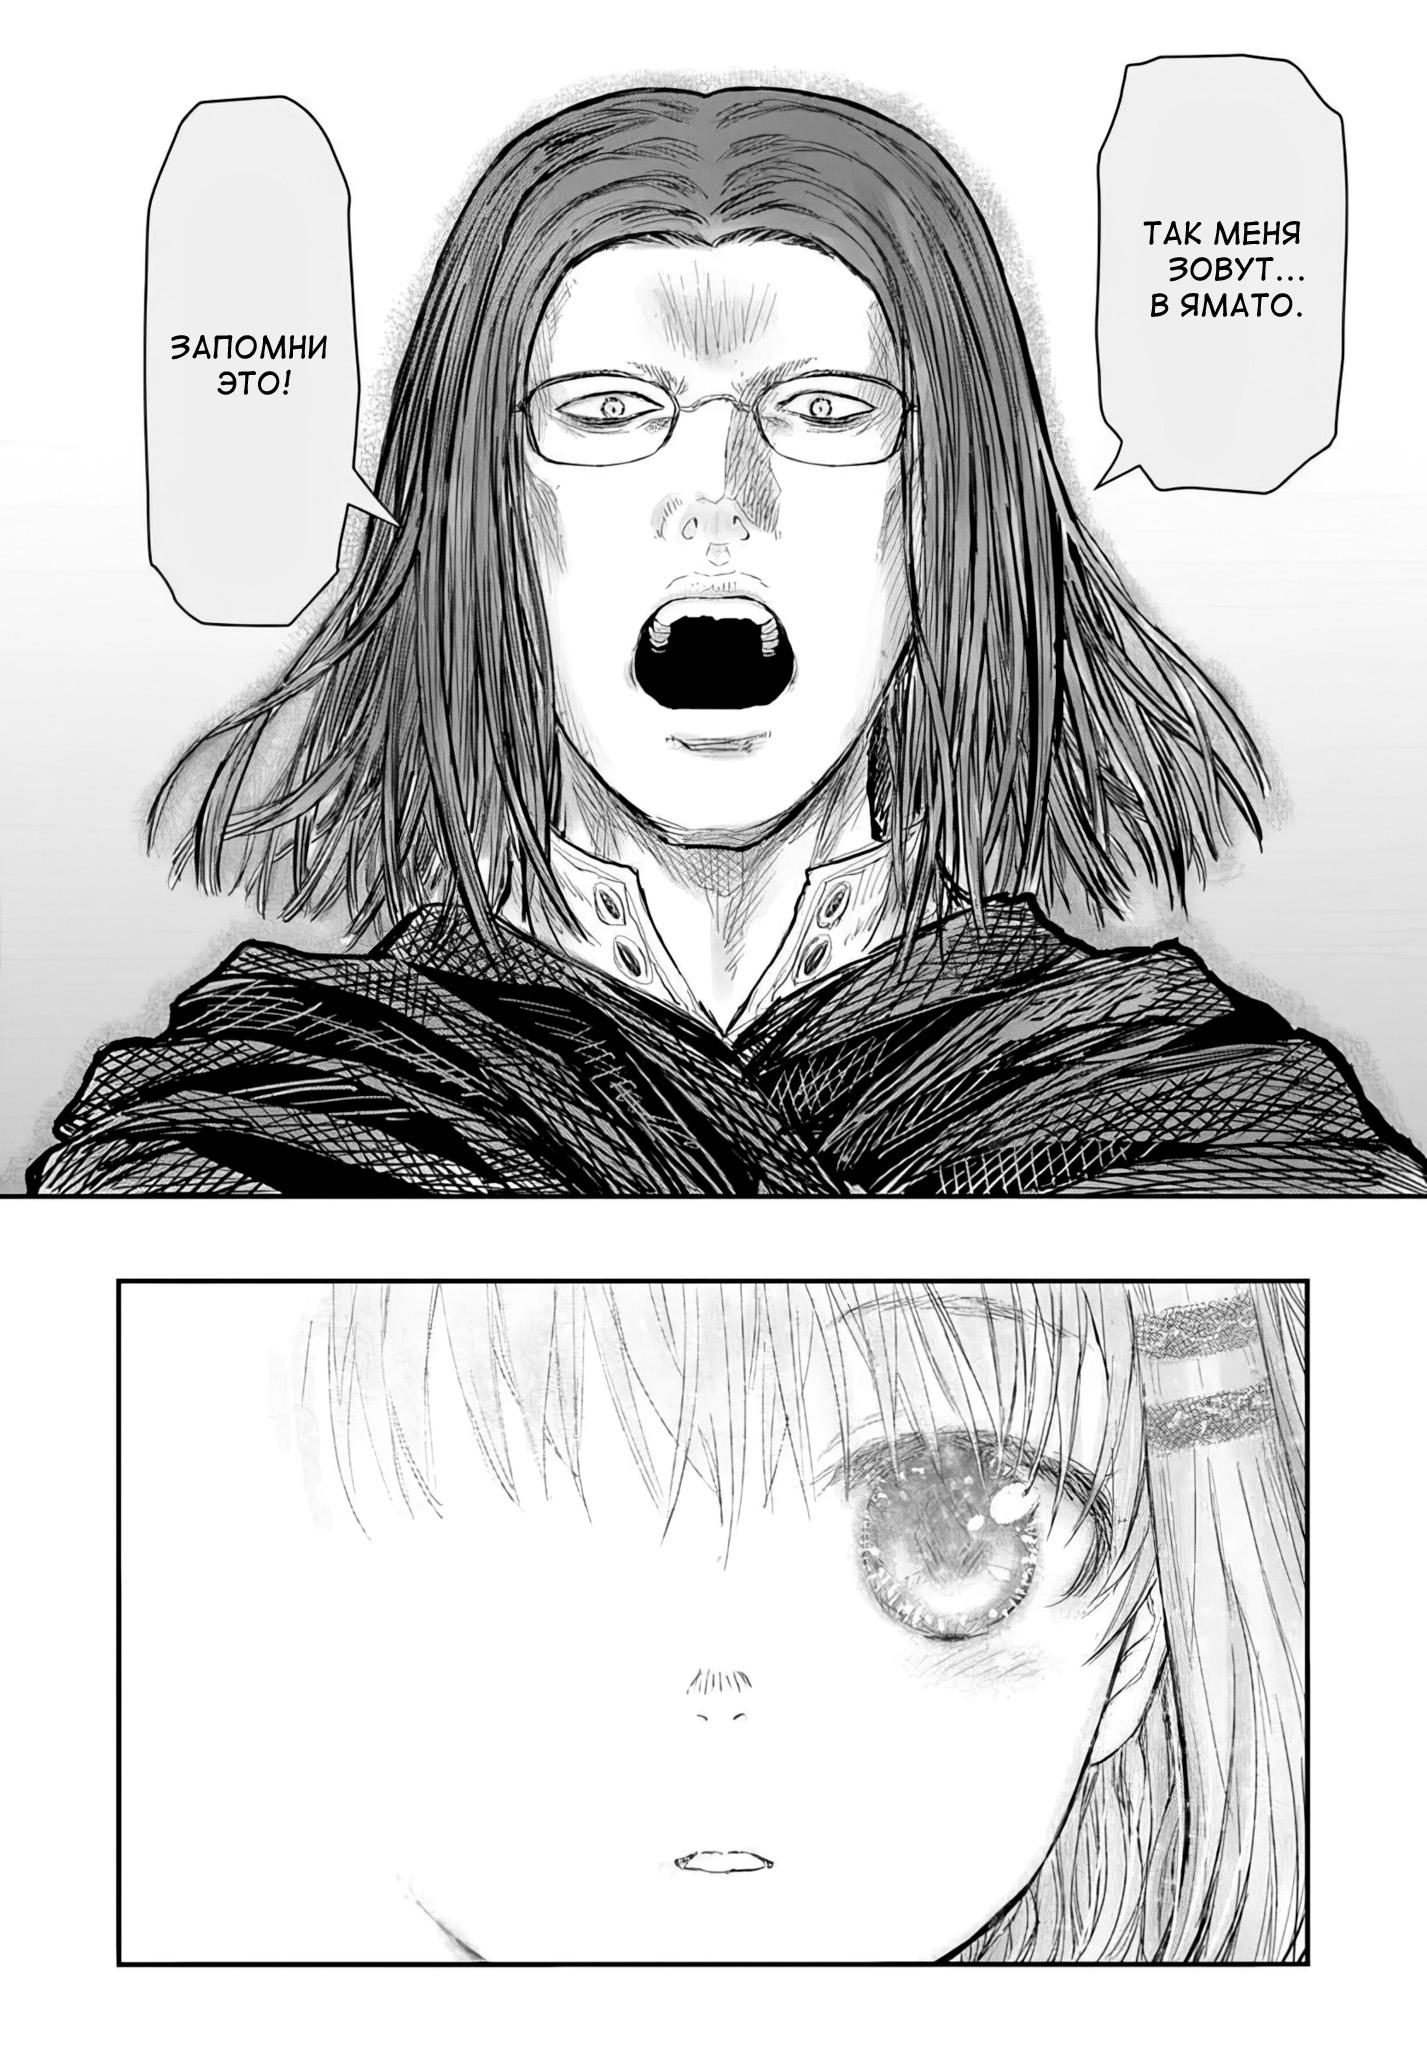 ТАК МЕНЯ
ЗОВУТ...
В ЯМАТО.
ЗАПОМНИ
ЭТО!